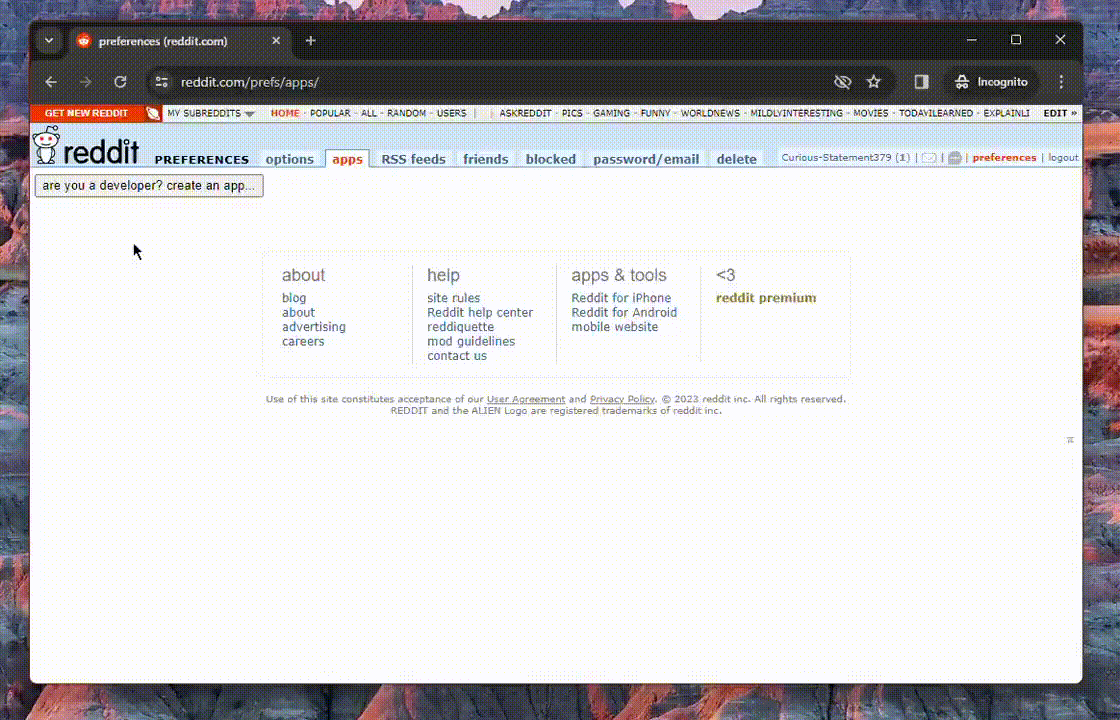 preferences (reddit.com)
reddit.com/prefs/apps/
Incognito
GET NEW REDDIT MY SUBREDDITS HOME - POPULAR - ALL - RANDOM - USERS | ASKREDDIT - PICS - GAMING - FUNNY - WORLDNEWS - MILDLYINTERESTING - MOVIES - TODAYILEARNED - EXPLAINLI EDIT »
reddit PREFERENCES options apps RSS feeds friends blocked password/email delete Curious-Statement379 (1) | | | preferences | logout
are you a developer? create an app...
about
blog
about
advertising
careers
help
site rules
Reddit help center
reddiquette
mod guidelines
contact us
apps & tools
Reddit for iPhone
Reddit for Android
mobile website
<3
reddit premium
Use of this site constitutes acceptance of our User Agreement and Privacy Policy. © 2023 reddit inc. All rights reserved.
REDDIT and the ALIEN Logo are registered trademarks of reddit inc.
π